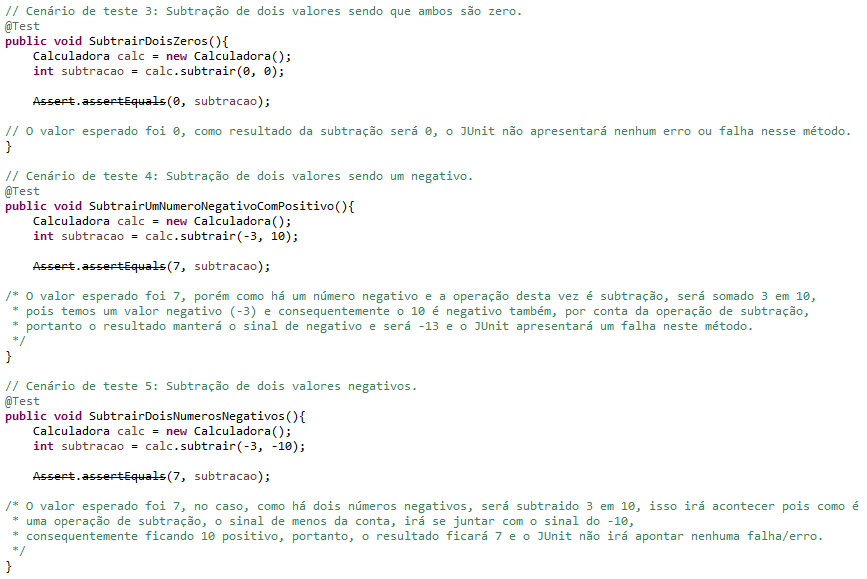 // Cenário de teste 3: Subtração de dois valores sendo que ambos são zero.
@Test
public void SubtrairDoisZeros(){
    Calculadora calc = new Calculadora();
    int subtracao = calc.subtrair(0, 0);

    Assert.assertEquals(0, subtracao);

// O valor esperado foi 0, como resultado da subtração será 0, o JUnit não apresentará nenhum erro ou falha nesse método.
}

// Cenário de teste 4: Subtração de dois valores sendo um negativo.
@Test
public void SubtrairUmNumeroNegativoComPositivo(){
    Calculadora calc = new Calculadora();
    int subtracao = calc.subtrair(-3, 10);

    Assert.assertEquals(7, subtracao);

/* O valor esperado foi 7, porém como há um número negativo e a operação desta vez é subtração, será somado 3 em 10,
 * pois temos um valor negativo (-3) e consequentemente o 10 é negativo também, por conta da operação de subtração,
 * portanto o resultado manterá o sinal de negativo e será -13 e o JUnit apresentará um falha neste método.
 */
}

// Cenário de teste 5: Subtração de dois valores negativos.
@Test
public void SubtrairDoisNumerosNegativos(){
    Calculadora calc = new Calculadora();
    int subtracao = calc.subtrair(-3, -10);

    Assert.assertEquals(7, subtracao);

/* O valor esperado foi 7, no caso, como há dois números negativos, será subtraido 3 em 10, isso irá acontecer pois como é
 * uma operação de subtração, o sinal de menos da conta, irá se juntar com o sinal do -10,
 * consequentemente ficando 10 positivo, portanto, o resultado ficará 7 e o JUnit não irá apontar nenhuma falha/erro.
 */
}